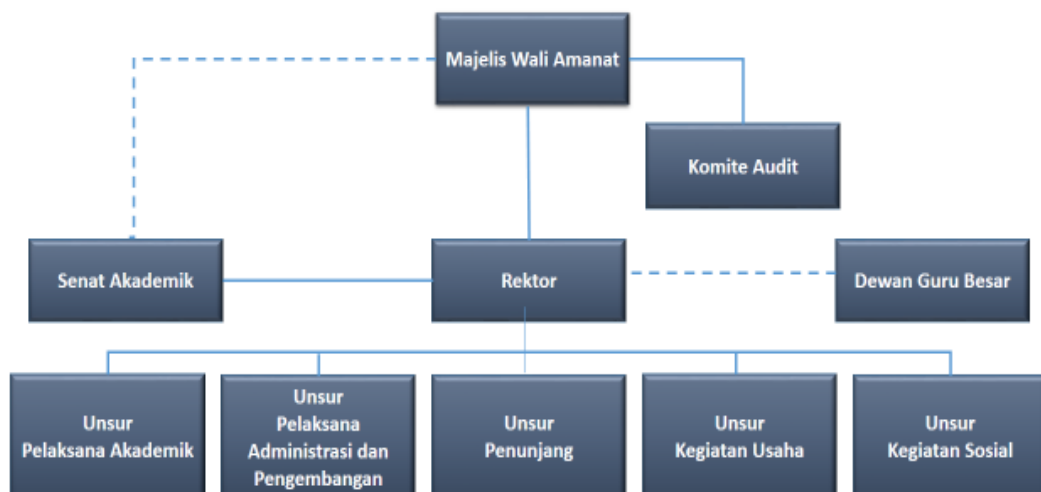 Majelis Wali Amanat
Komite Audit
Senat Akademik
Rektor
Dewan Guru Besar
Unsur
Pelaksana Akademik
Unsur
Pelaksana
Administrasi dan
Pengembangan
Unsur
Penunjang
Unsur
Kegiatan Usaha
Unsur
Kegiatan Sosial